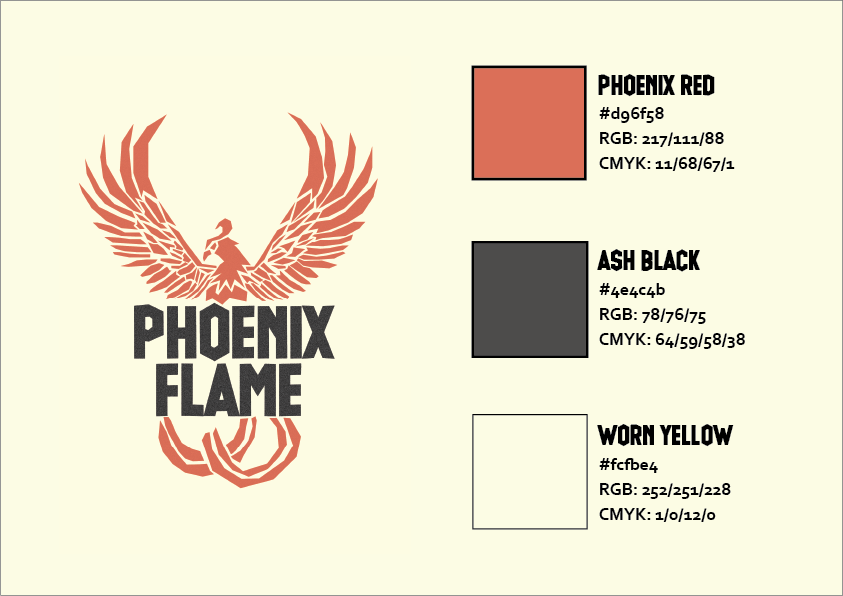 PHOENIX
FLAME
PHOENIX RED
#d96f58
RGB: 217/111/88
CMYK: 11/68/67/1
ASH BLACK
#4e4c4b
RGB: 78/76/75
CMYK: 64/59/58/38
WORN YELLOW
#fcfbe4
RGB: 252/251/228
CMYK: 1/0/12/0